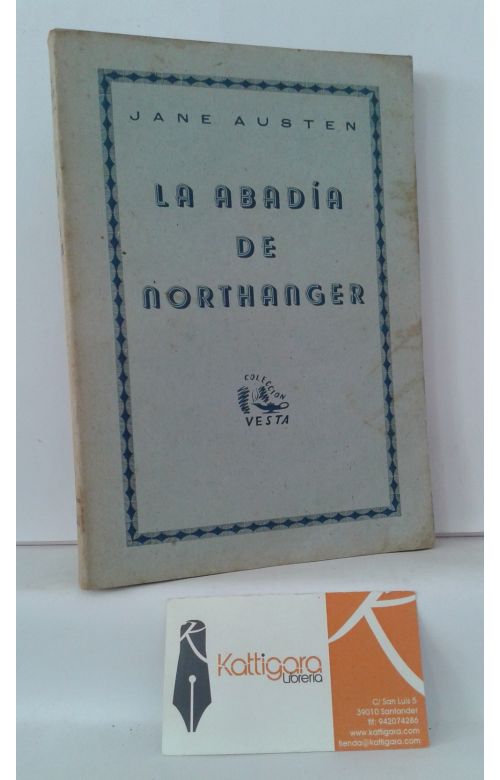 JANE AUSTEN
LA ABADÍA
DE
NORTHANGER
COLECCION
VESTA
Kattigara
Librería
C/ San Luis 5
39010 Santander
tlf: 942074286
www.kattigara.com
tienda@kattigara.com